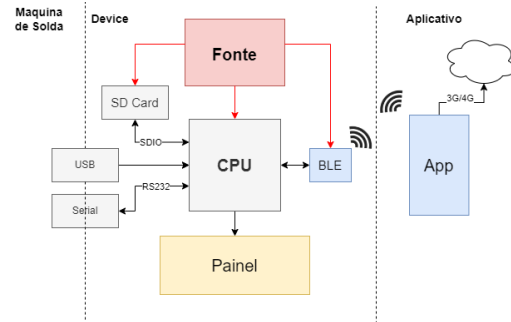 Maquina
de Solda
Device
Aplicativo
Fonte
SD Card
3G/4G
SDIO
USB
CPU
BLE
App
RS232
Serial
Painel